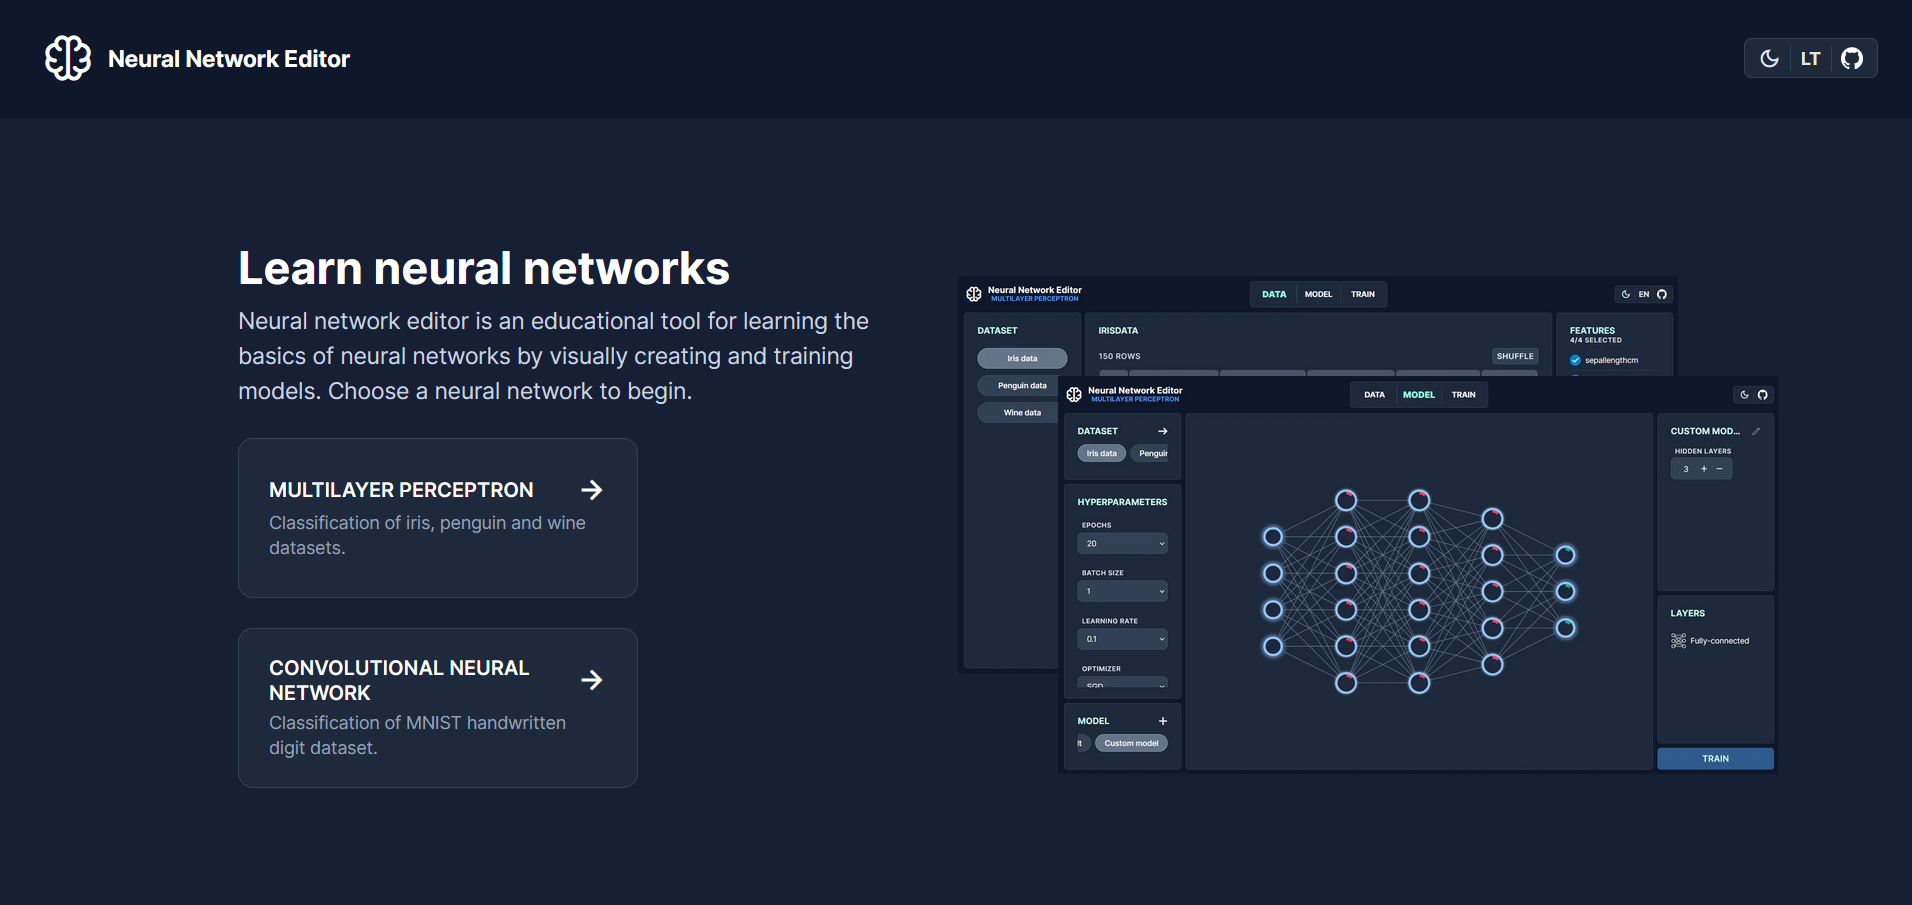 Neural Network Editor
LT
Learn neural networks
Neural network editor is an educational tool for learning the
basics of neural networks by visually creating and training
models. Choose a neural network to begin.
MULTILAYER PERCEPTRON
Classification of iris, penguin and wine
datasets.
CONVOLUTIONAL NEURAL
NETWORK
Classification of MNIST handwritten
digit dataset.
Neural Network Editor
MULTILAYER PERCEPTRON
DATA MODEL TRAIN
EN
DATASET
Iris data
Penguin data
Wine data
IRISDATA
150 ROWS
SHUFFLE
FEATURES
4/4 SELECTED
sepallengthcm
Neural Network Editor
MULTILAYER PERCEPTRON
DATA MODEL TRAIN
DATASET
Iris data Penguin
HYPERPARAMETERS
EPOCHS
20
BATCH SIZE
1
LEARNING RATE
0.1
OPTIMIZER
SGD
MODEL
lt Custom model
CUSTOM MOD...
HIDDEN LAYERS
3 + −
LAYERS
Fully-connected
TRAIN